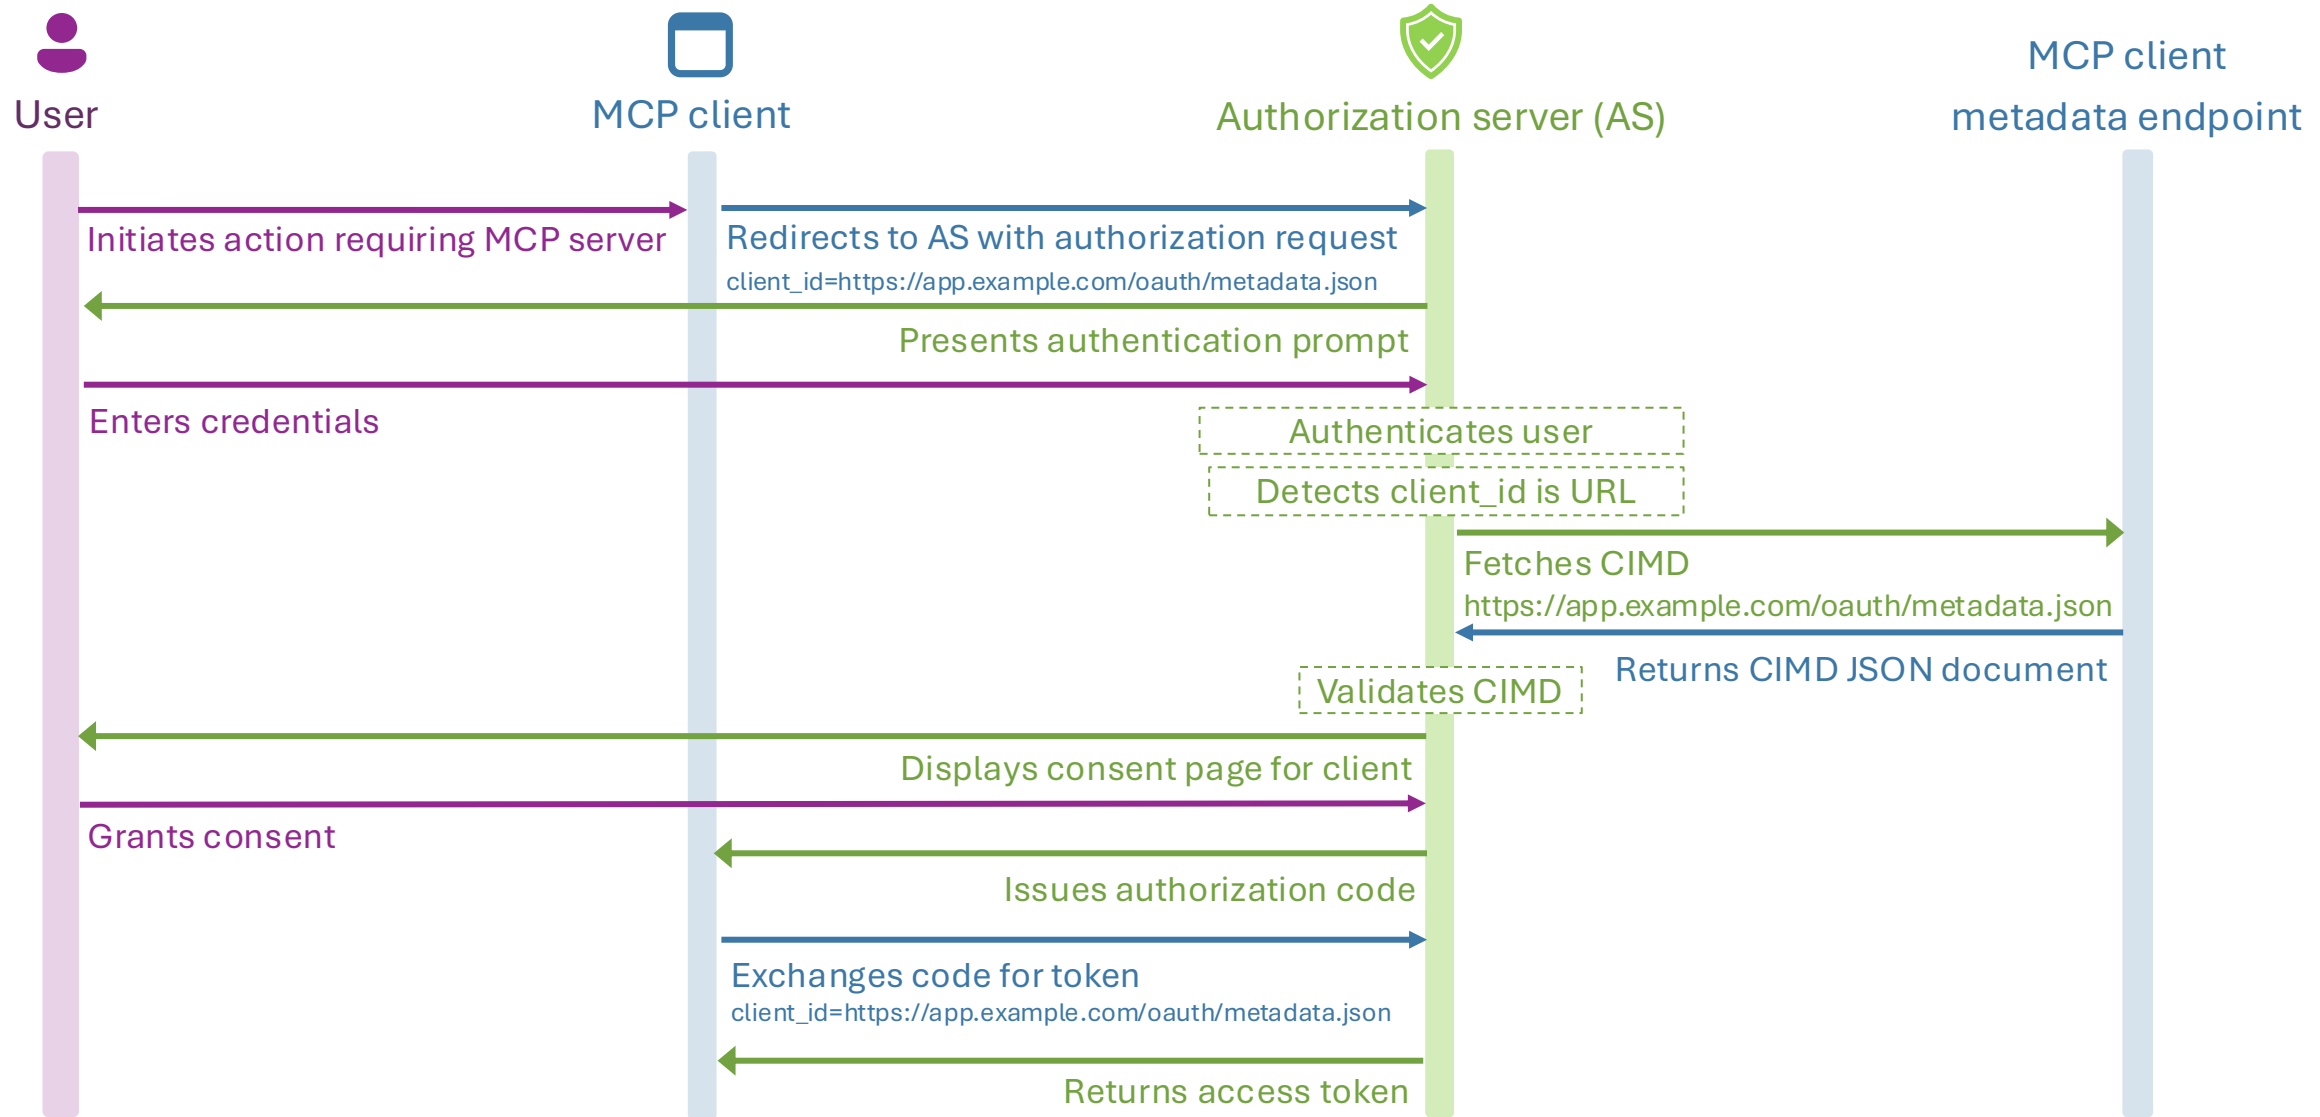 User
MCP client
Authorization server (AS)
MCP client
metadata endpoint
Initiates action requiring MCP server
Redirects to AS with authorization request
client_id=https://app.example.com/oauth/metadata.json
Presents authentication prompt
Enters credentials
Authenticates user
Detects client_id is URL
Fetches CIMD
https://app.example.com/oauth/metadata.json
Returns CIMD JSON document
Validates CIMD
Displays consent page for client
Grants consent
Issues authorization code
Exchanges code for token
client_id=https://app.example.com/oauth/metadata.json
Returns access token